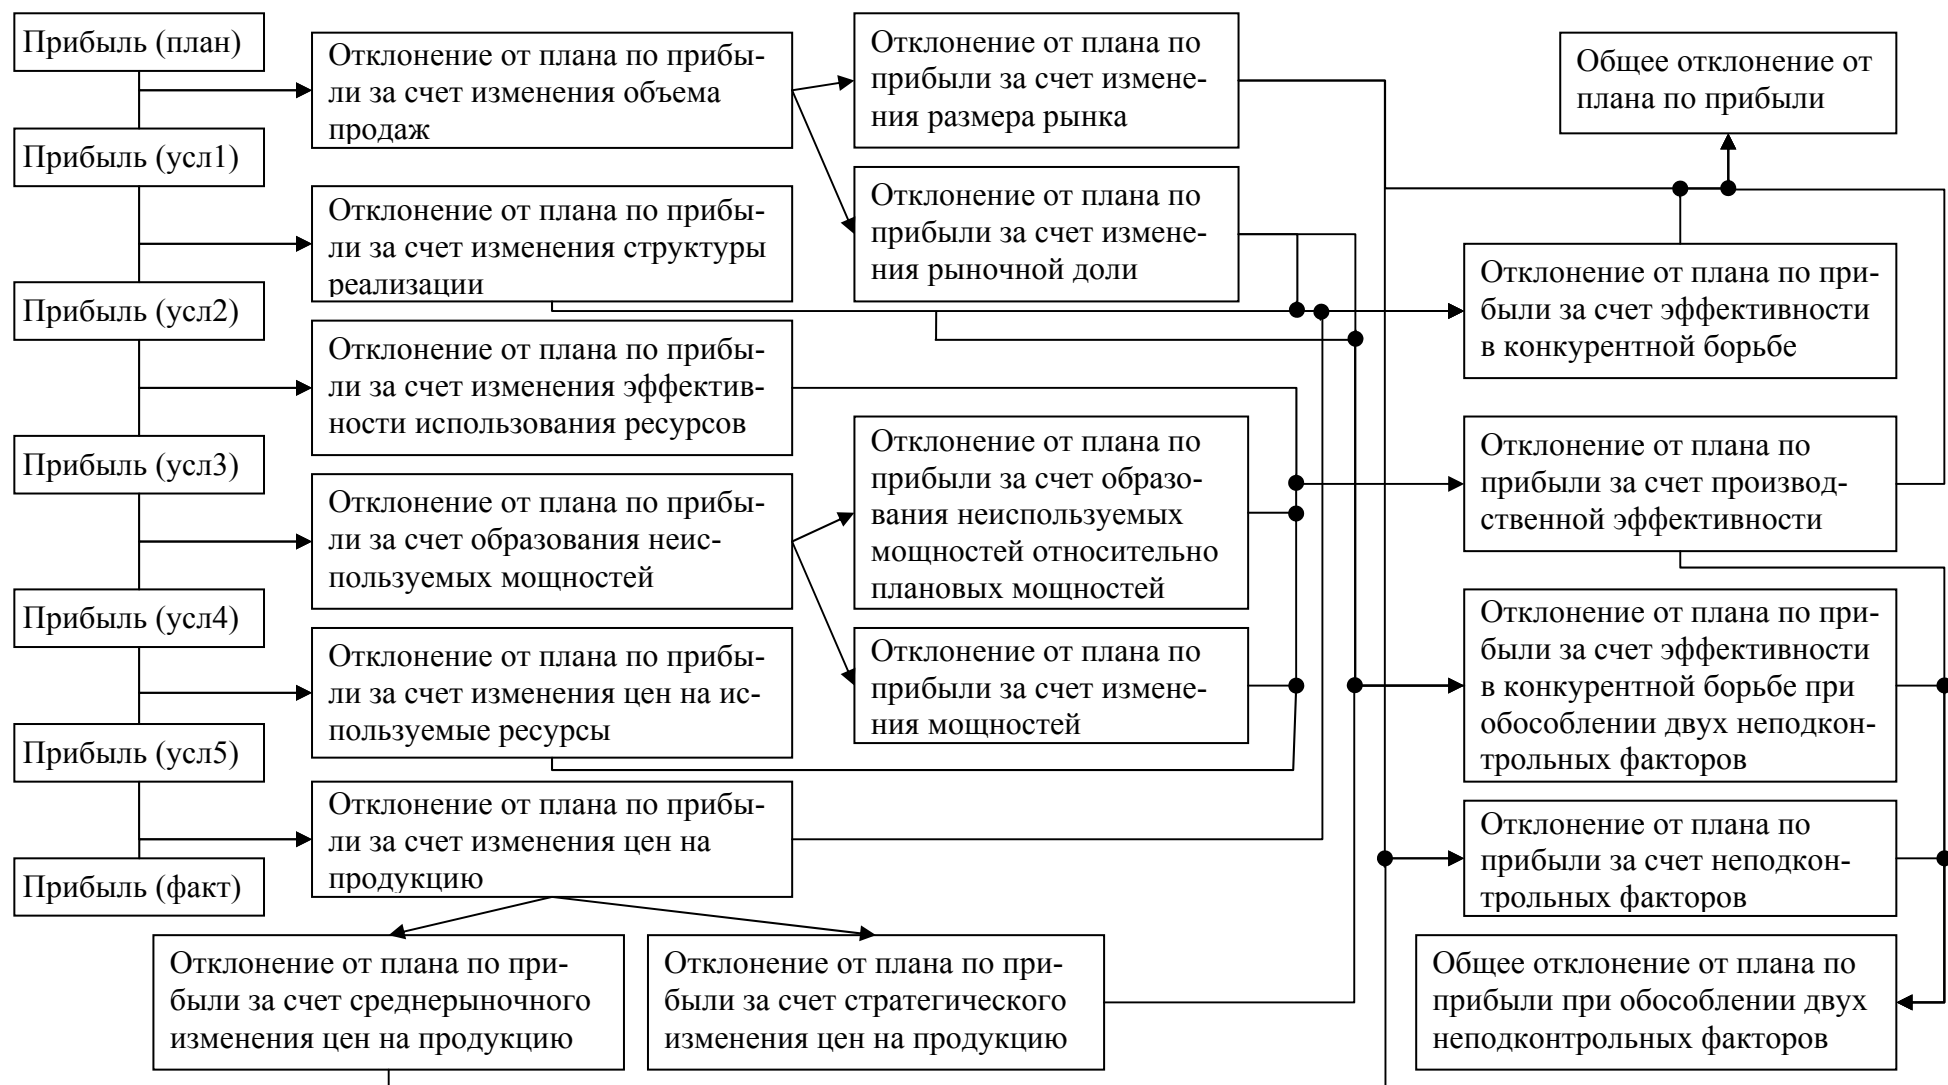 Прибыль (план)
Прибыль (усл1)
Прибыль (усл2)
Прибыль (усл3)
Прибыль (усл4)
Прибыль (усл5)
Прибыль (факт)
Отклонение от плана по прибы-
ли за счет изменения объема
продаж
Отклонение от плана по прибы-
ли за счет изменения структуры
реализации
Отклонение от плана по прибы-
ли за счет изменения эффектив-
ности использования ресурсов
Отклонение от плана по прибы-
ли за счет образования неис-
пользуемых мощностей
Отклонение от плана по прибы-
ли за счет изменения цен на ис-
пользуемые ресурсы
Отклонение от плана по прибы-
ли за счет изменения цен на
продукцию
Отклонение от плана по при-
были за счет среднерыночного
изменения цен на продукцию
Отклонение от плана по при-
были за счет стратегического
изменения цен на продукцию
Отклонение от плана по
прибыли за счет измене-
ния размера рынка
Отклонение от плана по
прибыли за счет измене-
ния рыночной доли
Отклонение от плана по
прибыли за счет образо-
вания неиспользуемых
мощностей относительно
плановых мощностей
Отклонение от плана по
прибыли за счет измене-
ния мощностей
Общее отклонение от
плана по прибыли
Отклонение от плана по при-
были за счет эффективности
в конкурентной борьбе
Отклонение от плана по
прибыли за счет производ-
ственной эффективности
Отклонение от плана по при-
были за счет эффективности
в конкурентной борьбе при
обособлении двух неподкон-
трольных факторов
Отклонение от плана по
прибыли за счет неподкон-
трольных факторов
Общее отклонение от плана по
прибыли при обособлении двух
неподконтрольных факторов